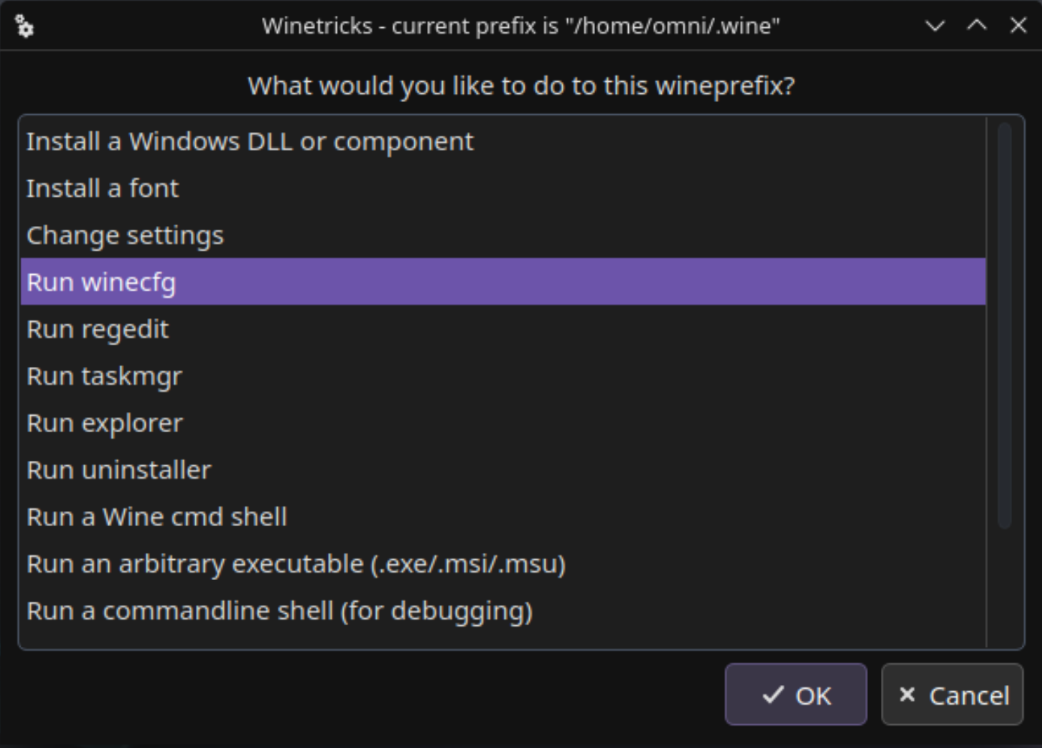 Winetricks - current prefix is "/home/omni/.wine"
What would you like to do to this wineprefix?
Install a Windows DLL or component
Install a font
Change settings
Run winecfg
Run regedit
Run taskmgr
Run explorer
Run uninstaller
Run a Wine cmd shell
Run an arbitrary executable (.exe/.msi/.msu)
Run a commandline shell (for debugging)
OK
Cancel